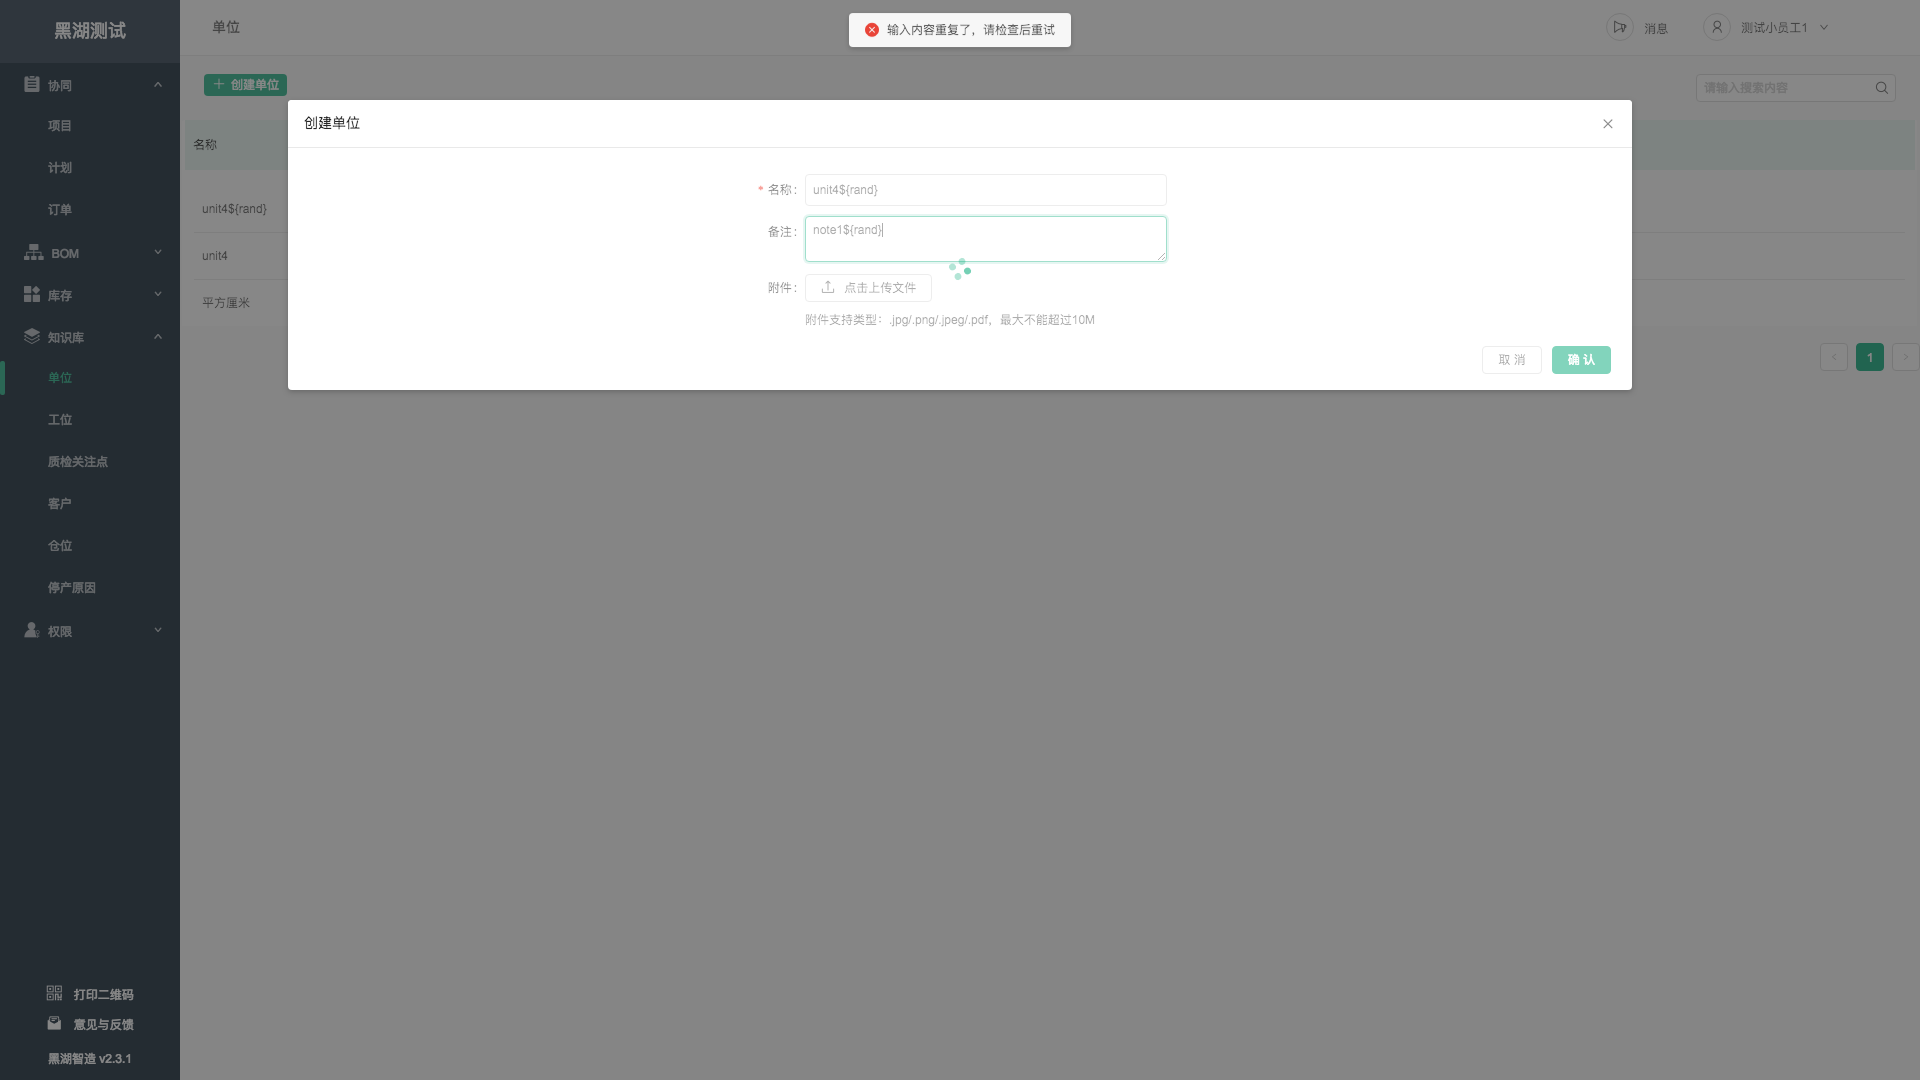 黑湖测试
单位
输入内容重复了，请检查后重试
消息
测试小员工1
协同
项目
计划
订单
BOM
库存
知识库
单位
工位
质检关注点
客户
仓位
停产原因
权限
打印二维码
意见与反馈
黑湖智造 v2.3.1
创建单位
请输入搜索内容
名称
unit4${rand}
unit4
平方厘米
1
创建单位
* 名称：
unit4${rand}
备注：
note1${rand}
附件：
点击上传文件
附件支持类型：.jpg/.png/.jpeg/.pdf，最大不能超过10M
取 消
确 认